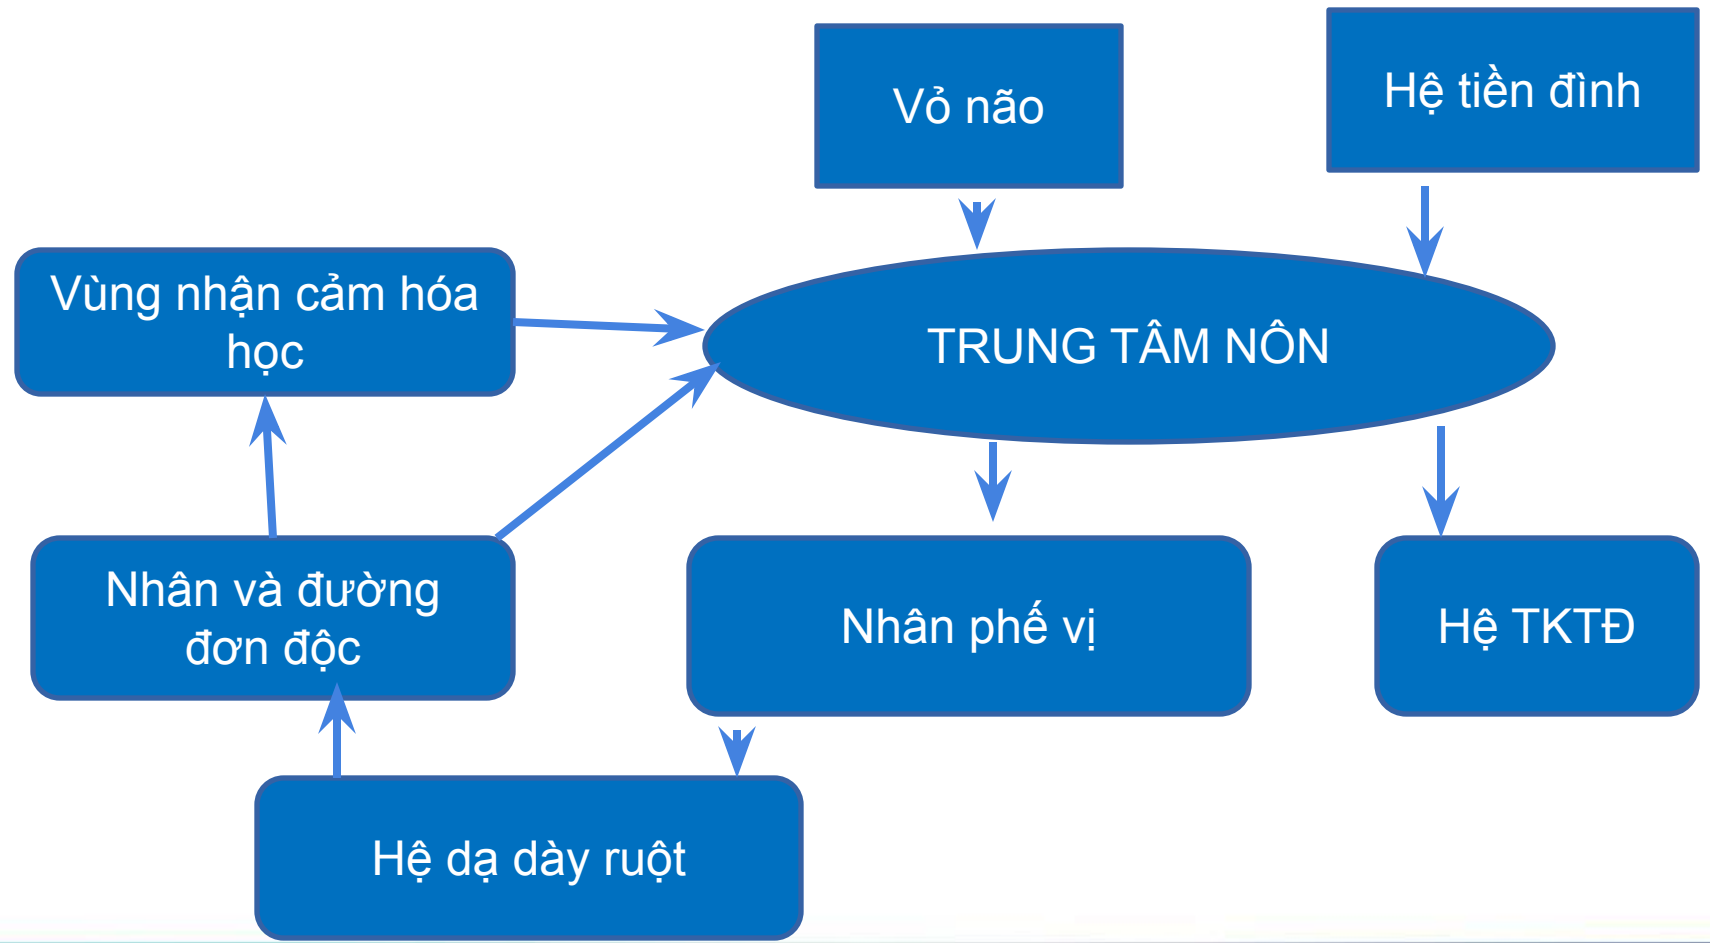 Vỏ não
Hệ tiền đình
Vùng nhận cảm hóa
học
TRUNG TÂM NÔN
Nhân và đường
đơn độc
Nhân phế vị
Hệ TKTĐ
Hệ dạ dày ruột